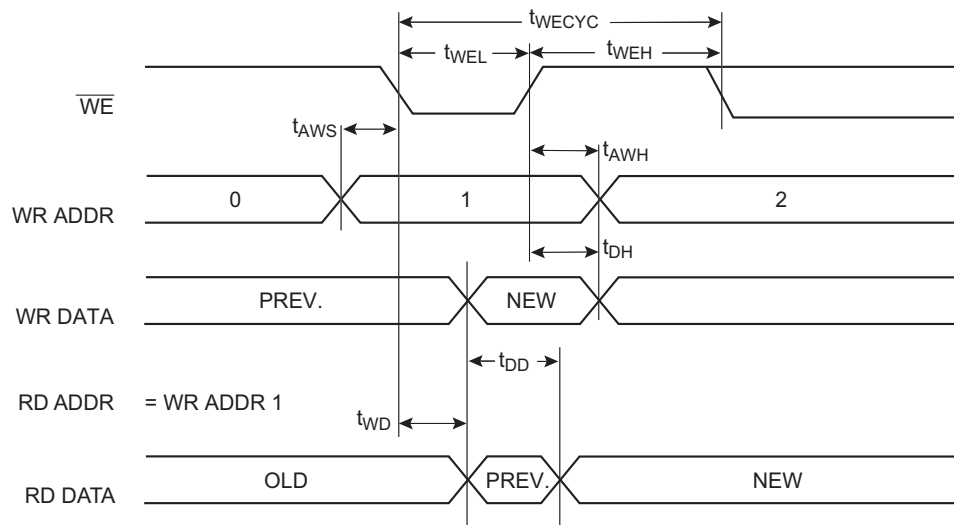 tWECYC
tWEL
tWEH
WE
tAWS
tAWH
WR ADDR 0 1 2
tDH
WR DATA PREV. NEW
tDD
RD ADDR = WR ADDR 1
tWD
RD DATA OLD PREV. NEW